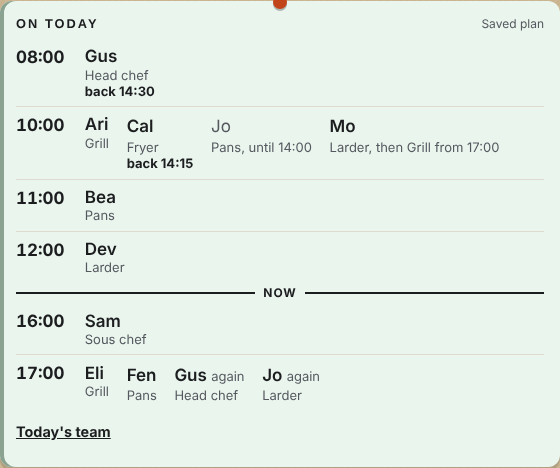 ON TODAY Saved plan
08:00 Gus
Head chef
back 14:30
10:00 Ari Cal Jo Mo
Grill Fryer Pans, until 14:00 Larder, then Grill from 17:00
back 14:15
11:00 Bea
Pans
12:00 Dev
Larder
NOW
16:00 Sam
Sous chef
17:00 Eli Fen Gus again Jo again
Grill Pans Head chef Larder
Today's team